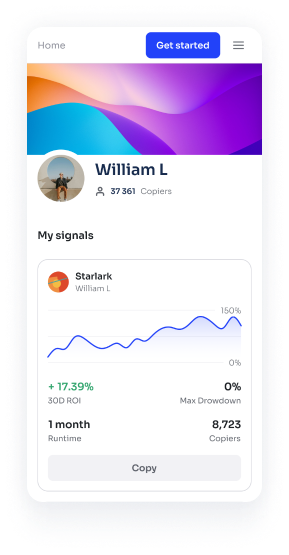 Home
Get started
William L
37 361 Copiers
My signals
Starlark
William L
150%
0%
+ 17.39%
0%
30D ROI
Max Drowdown
1 month
8,723
Runtime
Copiers
Copy